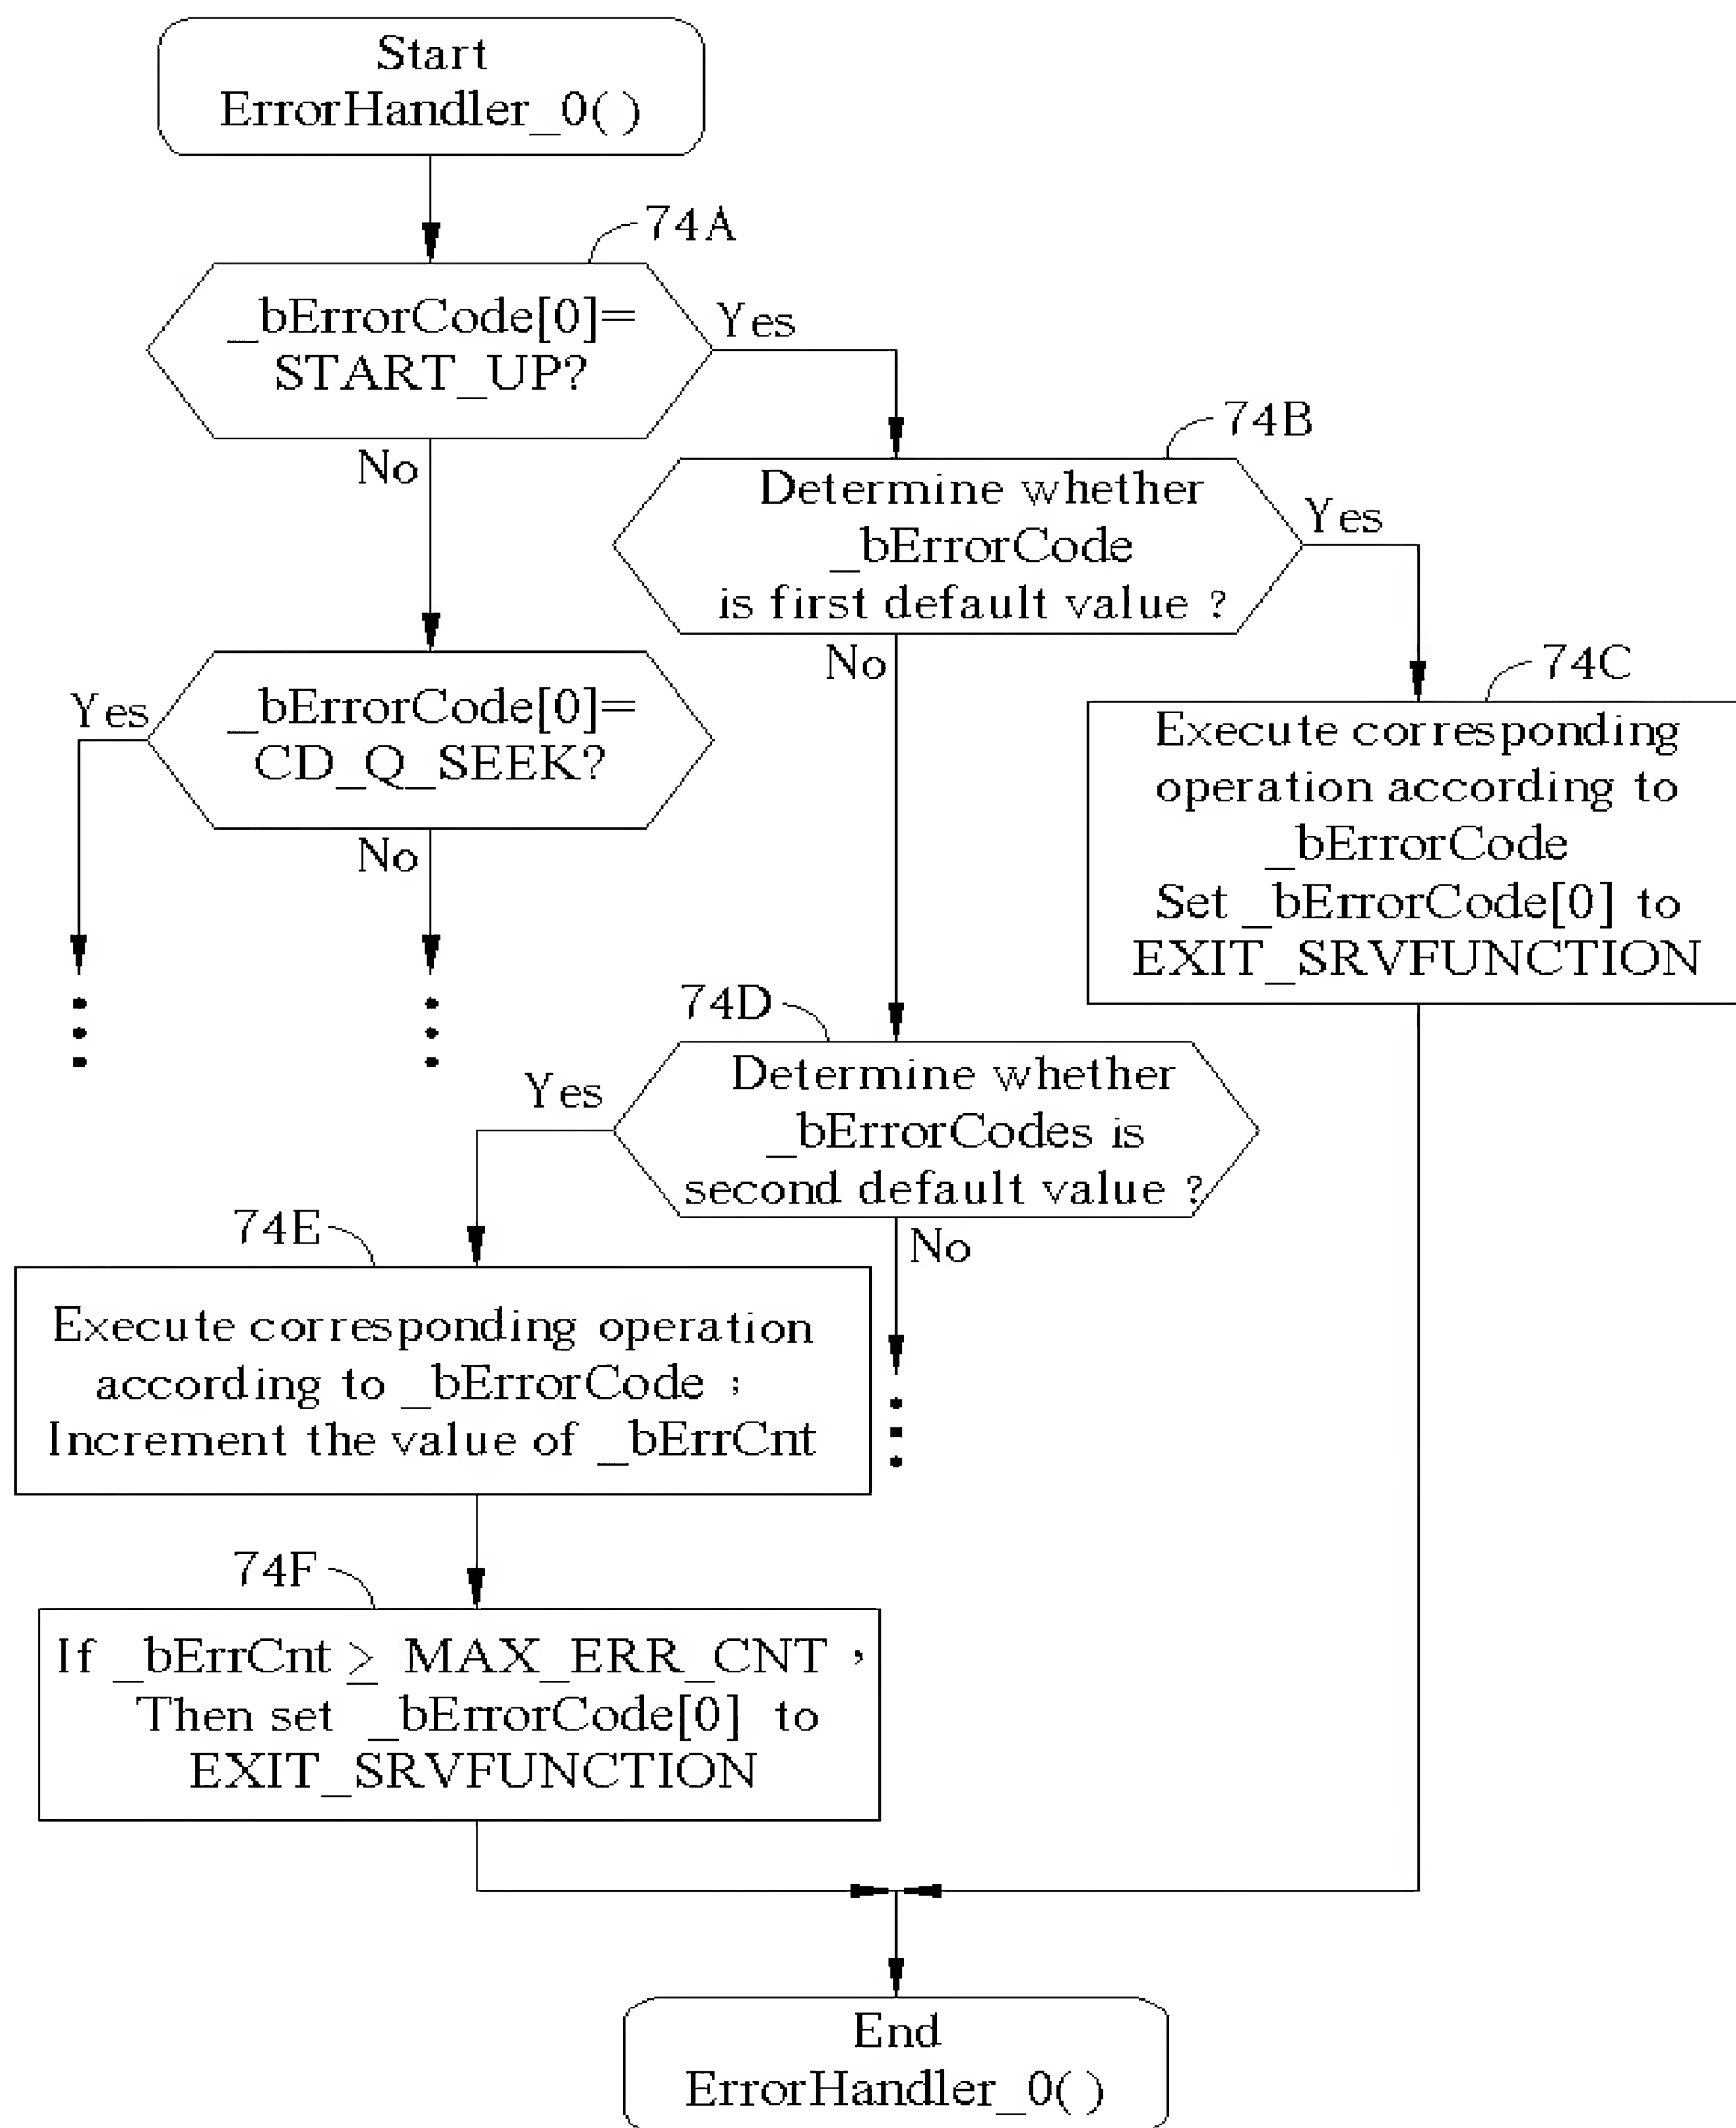 Start
ErrorHandler_0( )
74A
_bErrorCode[0]=
START_UP?
Yes
No
74B
Determine whether
_bErrorCode
is first default value ?
Yes
No
74C
Execute corresponding
operation according to
_bErrorCode
Set _bErrorCode[0] to
EXIT_SRVFUNCTION
_bErrorCode[0]=
CD_Q_SEEK?
Yes
No
74D
Determine whether
_bErrorCodes is
second default value ?
Yes
No
74E
Execute corresponding operation
according to _bErrorCode ;
Increment the value of _bErrCnt
74F
If _bErrCnt ≥ MAX_ERR_CNT ,
Then set _bErrorCode[0] to
EXIT_SRVFUNCTION
End
ErrorHandler_0( )